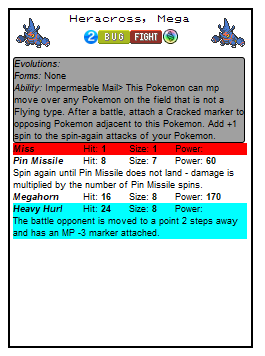 Heracross, Mega
2 BUG FIGHT
Evolutions:
Forms: None
Ability: Impermeable Mail> This Pokemon can mp
move over any Pokemon on the field that is not a
Flying type. After a battle, attach a Cracked marker to
opposing Pokemon adjacent to this Pokemon. Add +1
spin to the spin-again attacks of your Pokemon.
Miss Hit: 1 Size: 1 Power:
Pin Missile Hit: 8 Size: 7 Power: 60
Spin again until Pin Missile does not land - damage is
multiplied by the number of Pin Missile spins.
Megahorn Hit: 16 Size: 8 Power: 170
Heavy Hurl Hit: 24 Size: 8 Power:
The battle opponent is moved to a point 2 steps away
and has an MP -3 marker attached.